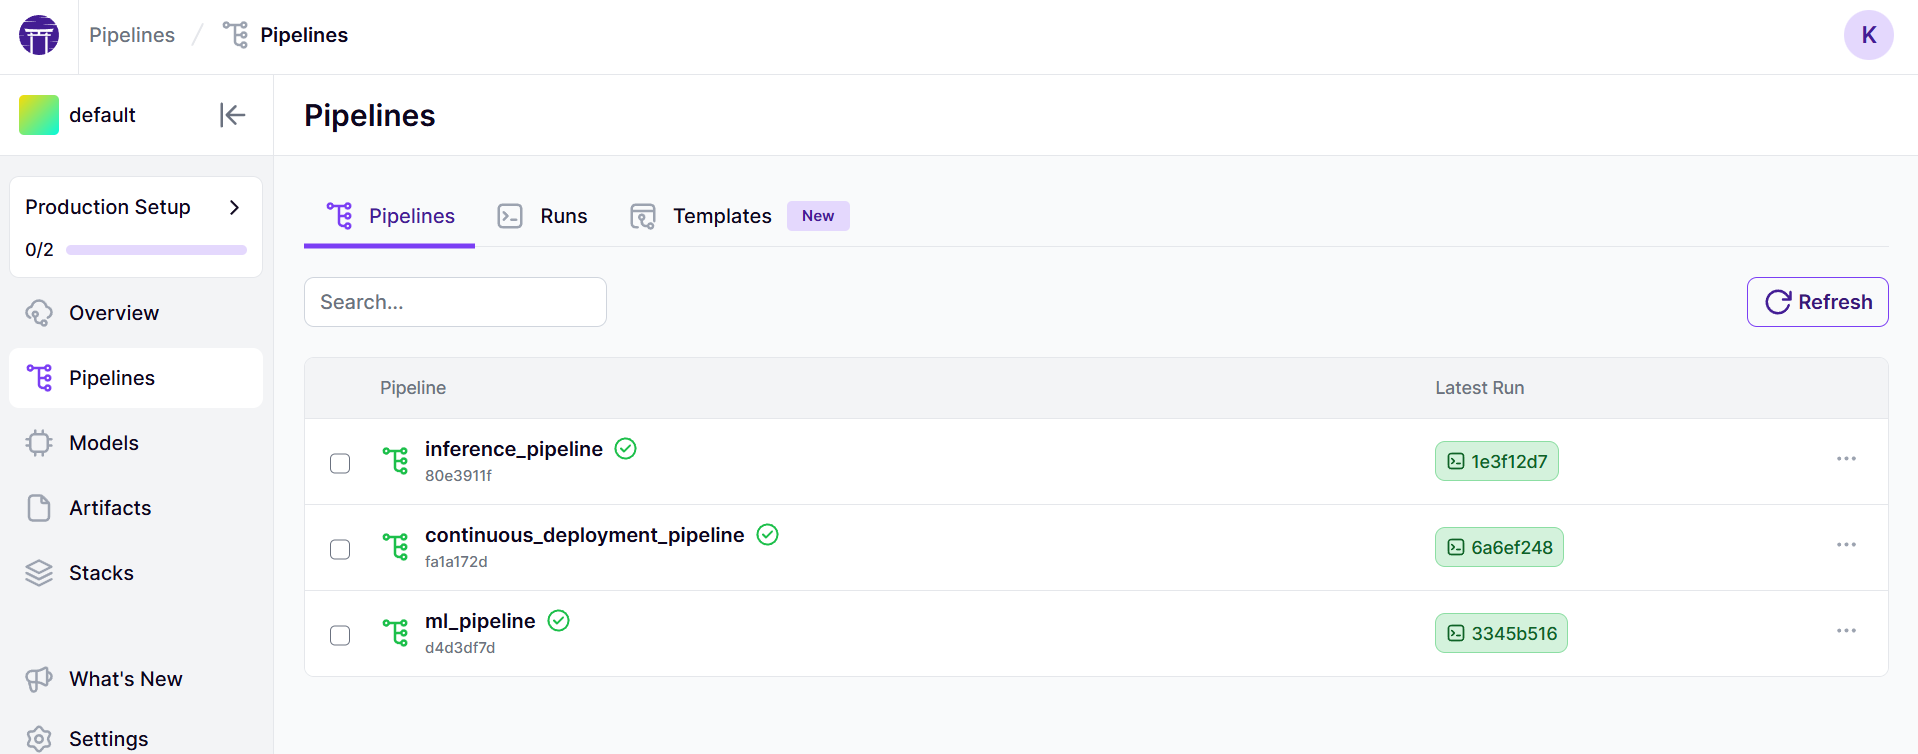 Pipelines / Pipelines
K
default
Pipelines
Production Setup
0/2
Overview
Pipelines
Models
Artifacts
Stacks
What's New
Settings
Pipelines
Runs
Templates
New
Search...
Refresh
Pipeline
Latest Run
inference_pipeline
80e3911f
1e3f12d7
continuous_deployment_pipeline
fa1a172d
6a6ef248
ml_pipeline
d4d3df7d
3345b516